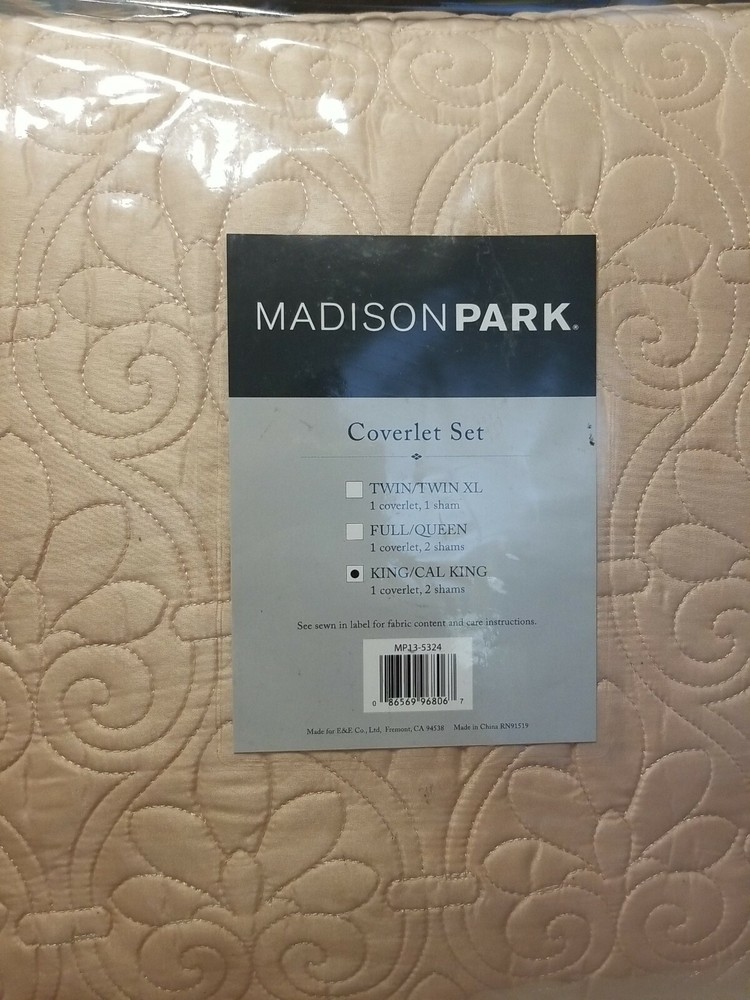 MADISON PARK®
Coverlet Set
TWIN/TWIN XL
1 coverlet, 1 sham
FULL/QUEEN
1 coverlet, 2 shams
KING/CAL KING
1 coverlet, 2 shams
See sewn in label for fabric content and care instructions.
MP13-5324
0 86569 96806 7
Made for E&E Co., Ltd, Fremont, CA 94538 Made in China RN91519